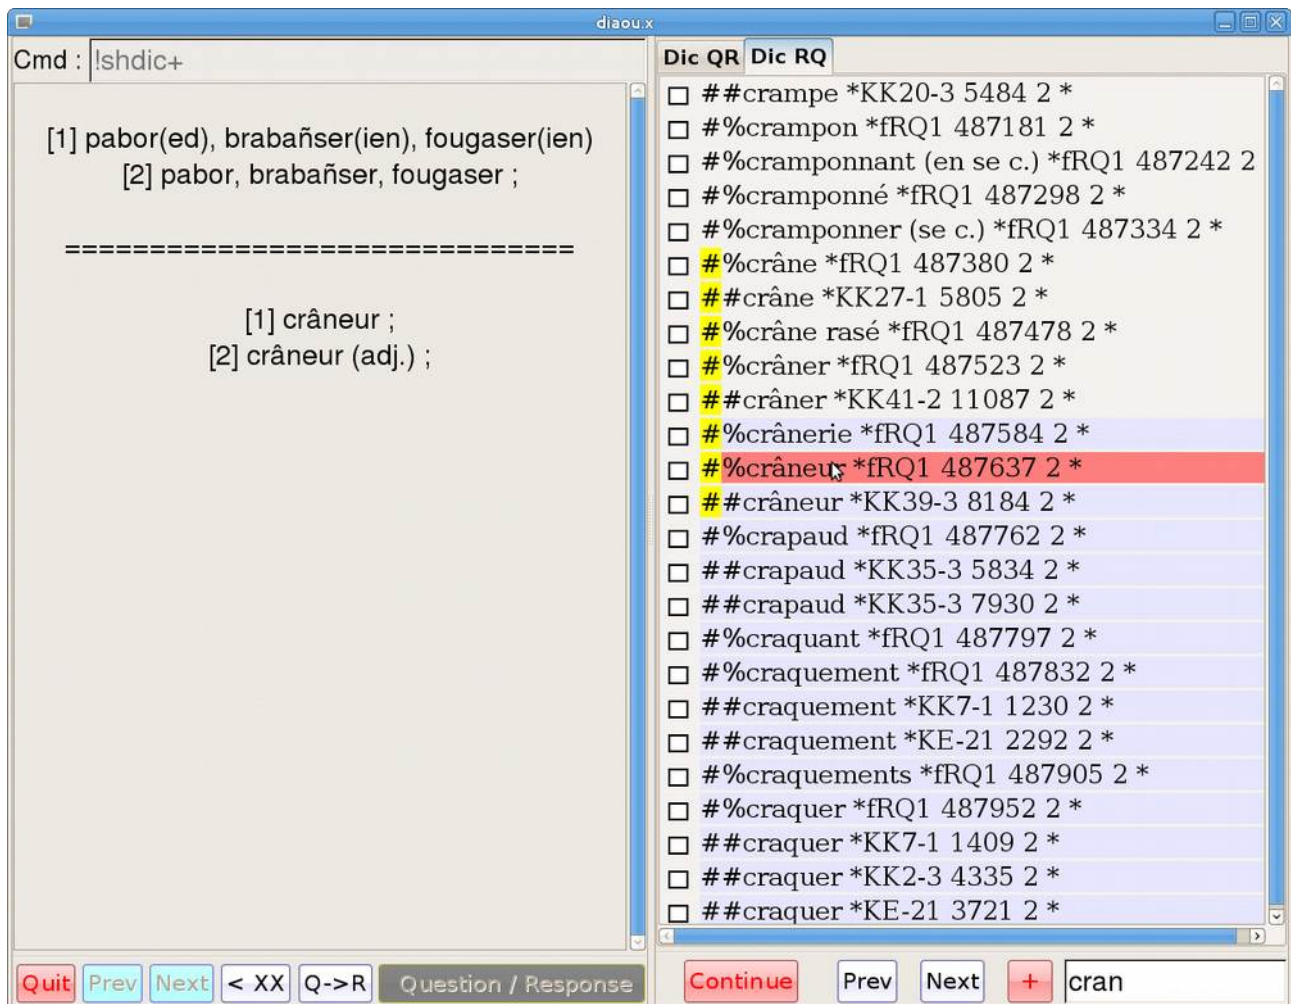 diaou.x
Cmd : !shdic+
[1] pabor(ed), brabañser(ien), fougaser(ien)
[2] pabor, brabañser, fougaser ;
==============================
[1] crâneur ;
[2] crâneur (adj.) ;
Quit Prev Next < XX Q->R Question / Response
Dic QR Dic RQ
##crampe *KK20-3 5484 2 *
#%crampon *fRQ1 487181 2 *
#%cramponnant (en se c.) *fRQ1 487242 2
#%cramponné *fRQ1 487298 2 *
#%cramponner (se c.) *fRQ1 487334 2 *
#%crâne *fRQ1 487380 2 *
##crâne *KK27-1 5805 2 *
#%crâne rasé *fRQ1 487478 2 *
#%crâner *fRQ1 487523 2 *
##crâner *KK41-2 11087 2 *
#%crânerie *fRQ1 487584 2 *
#%crâneur *fRQ1 487637 2 *
##crâneur *KK39-3 8184 2 *
#%crapaud *fRQ1 487762 2 *
##crapaud *KK35-3 5834 2 *
##crapaud *KK35-3 7930 2 *
#%craquant *fRQ1 487797 2 *
#%craquement *fRQ1 487832 2 *
##craquement *KK7-1 1230 2 *
##craquement *KE-21 2292 2 *
#%craquements *fRQ1 487905 2 *
#%craquer *fRQ1 487952 2 *
##craquer *KK7-1 1409 2 *
##craquer *KK2-3 4335 2 *
##craquer *KE-21 3721 2 *
Continue Prev Next + cran